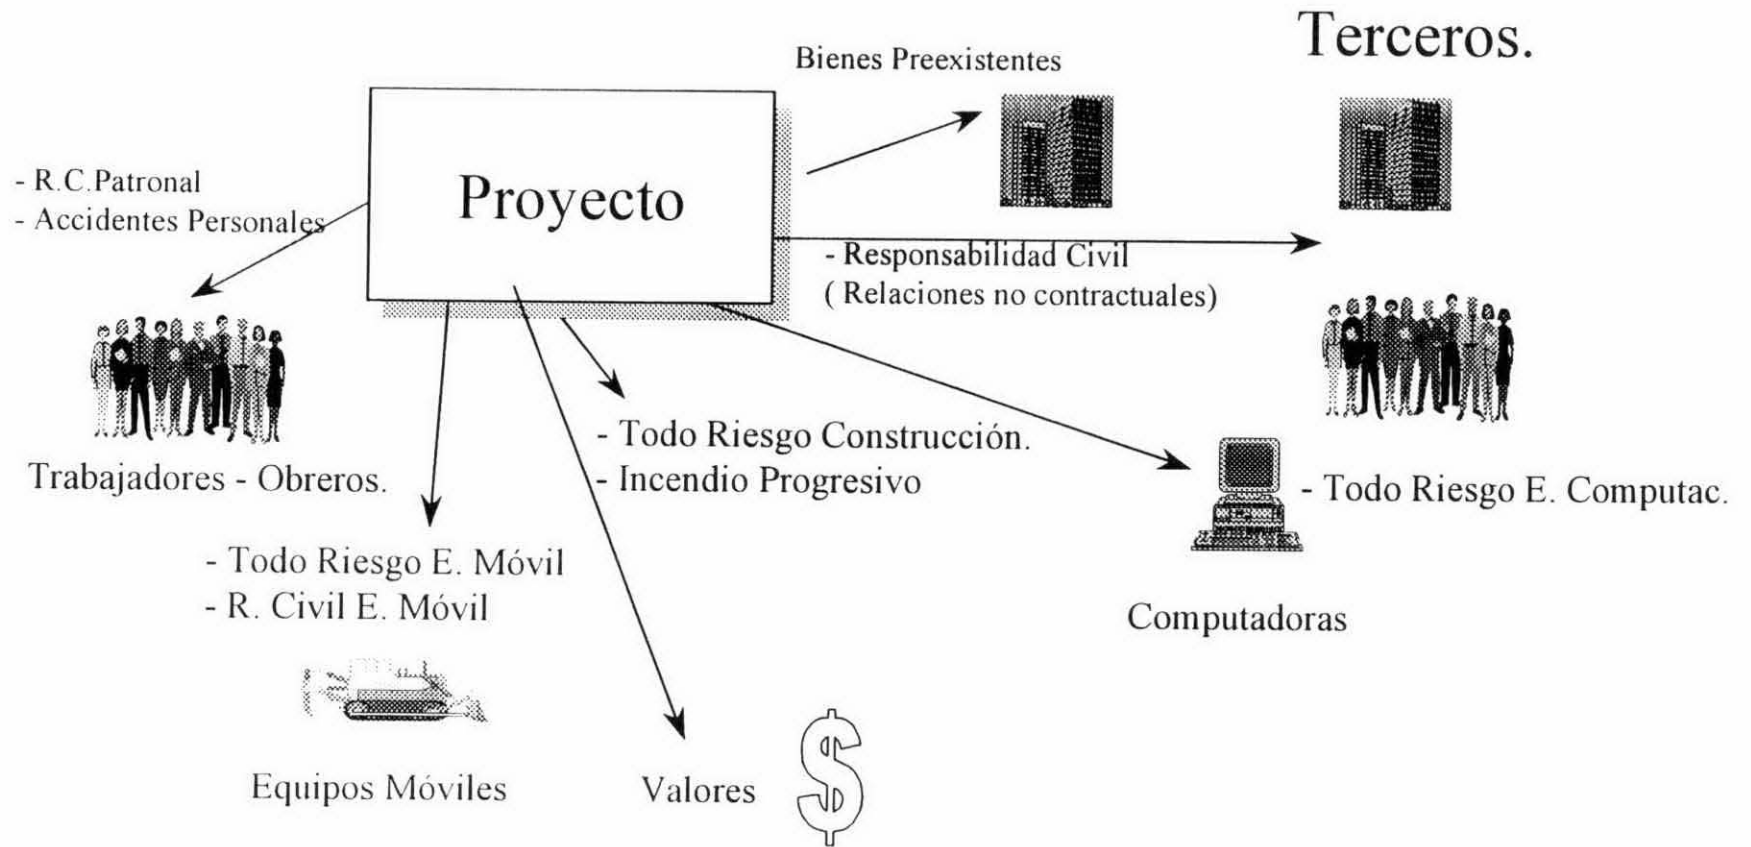 Terceros.
Bienes Preexistentes
Proyecto
- R.C.Patronal
- Accidentes Personales
- Responsabilidad Civil
( Relaciones no contractuales)
Trabajadores - Obreros.
- Todo Riesgo Construcción.
- Incendio Progresivo
- Todo Riesgo E. Computac.
- Todo Riesgo E. Móvil
- R. Civil E. Móvil
Computadoras
Equipos Móviles
Valores
$